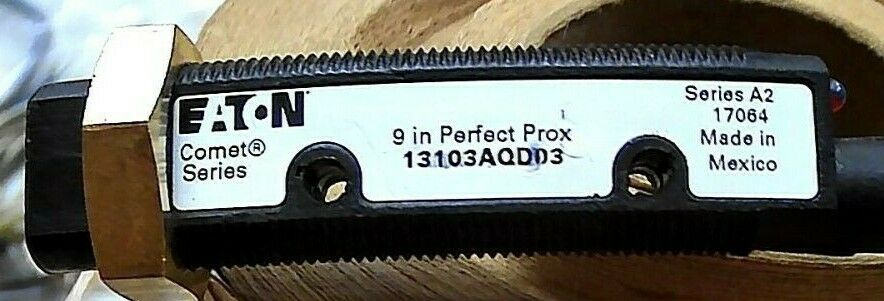 EATON
Comet®
Series
9 in Perfect Prox
13103AQD03
Series A2
17064
Made in
Mexico